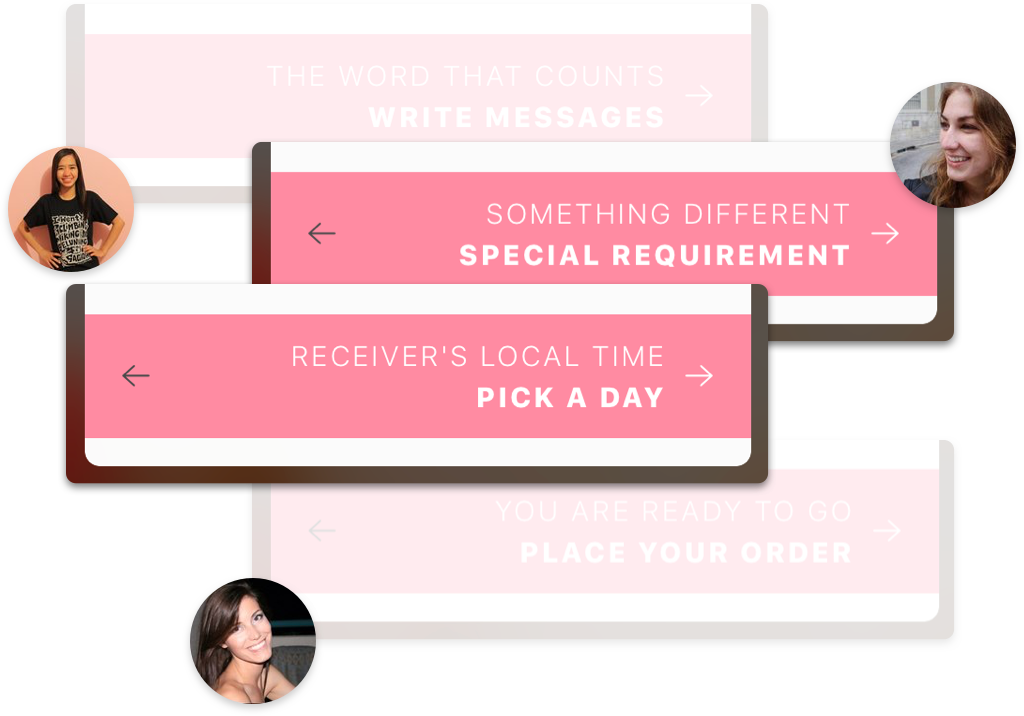 THE WORD THAT COUNTS
WRITE MESSAGES
SOMETHING DIFFERENT
SPECIAL REQUIREMENT
RECEIVER'S LOCAL TIME
PICK A DAY
YOU ARE READY TO GO
PLACE YOUR ORDER